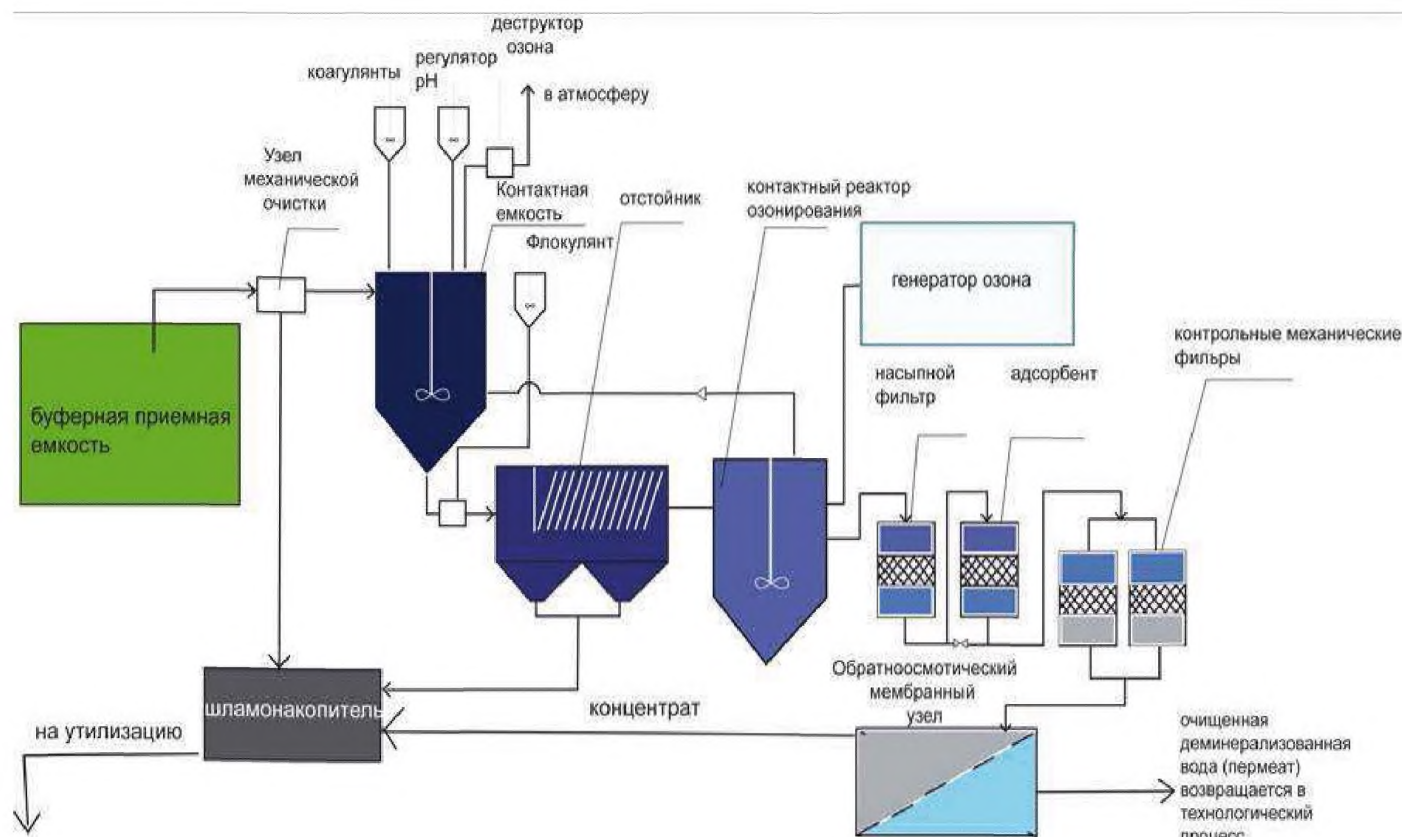 деструктор
озона
регулятор
pH
коагулянты
в атмосферу
Узел
механической
очистки
Контактная
емкость
Флокулянт
отстойник
контактный реактор
озонирования
генератор озона
контрольные механические
фильры
насыпной
фильтр
адсорбент
буферная приемная
емкость
Обратноосмотический
мембранный
узел
шламонакопитель
концентрат
на утилизацию
очищенная
деминерализованная
вода (пермеат)
возвращается в
технологический
процесс